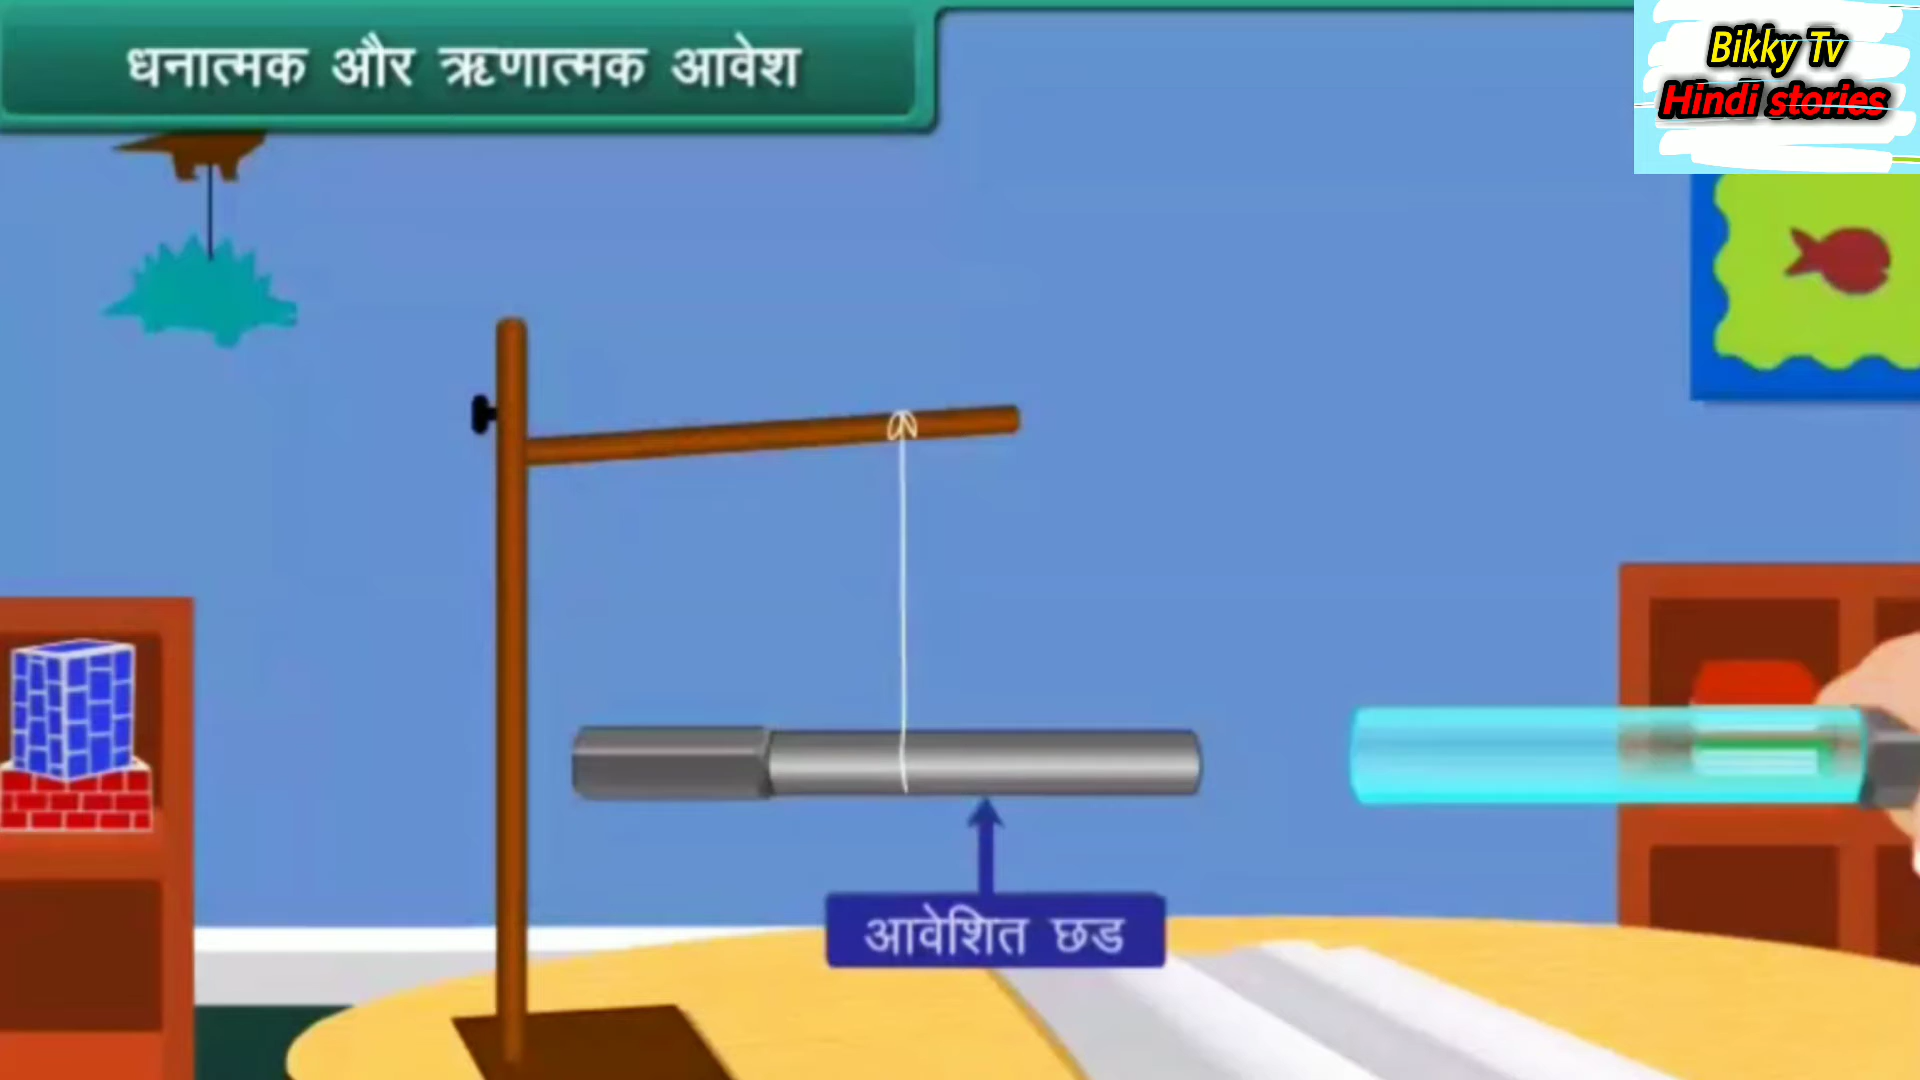 धनात्मक और ऋणात्मक आवेश
Bikky Tv
Hindi stories
आवेशित छड